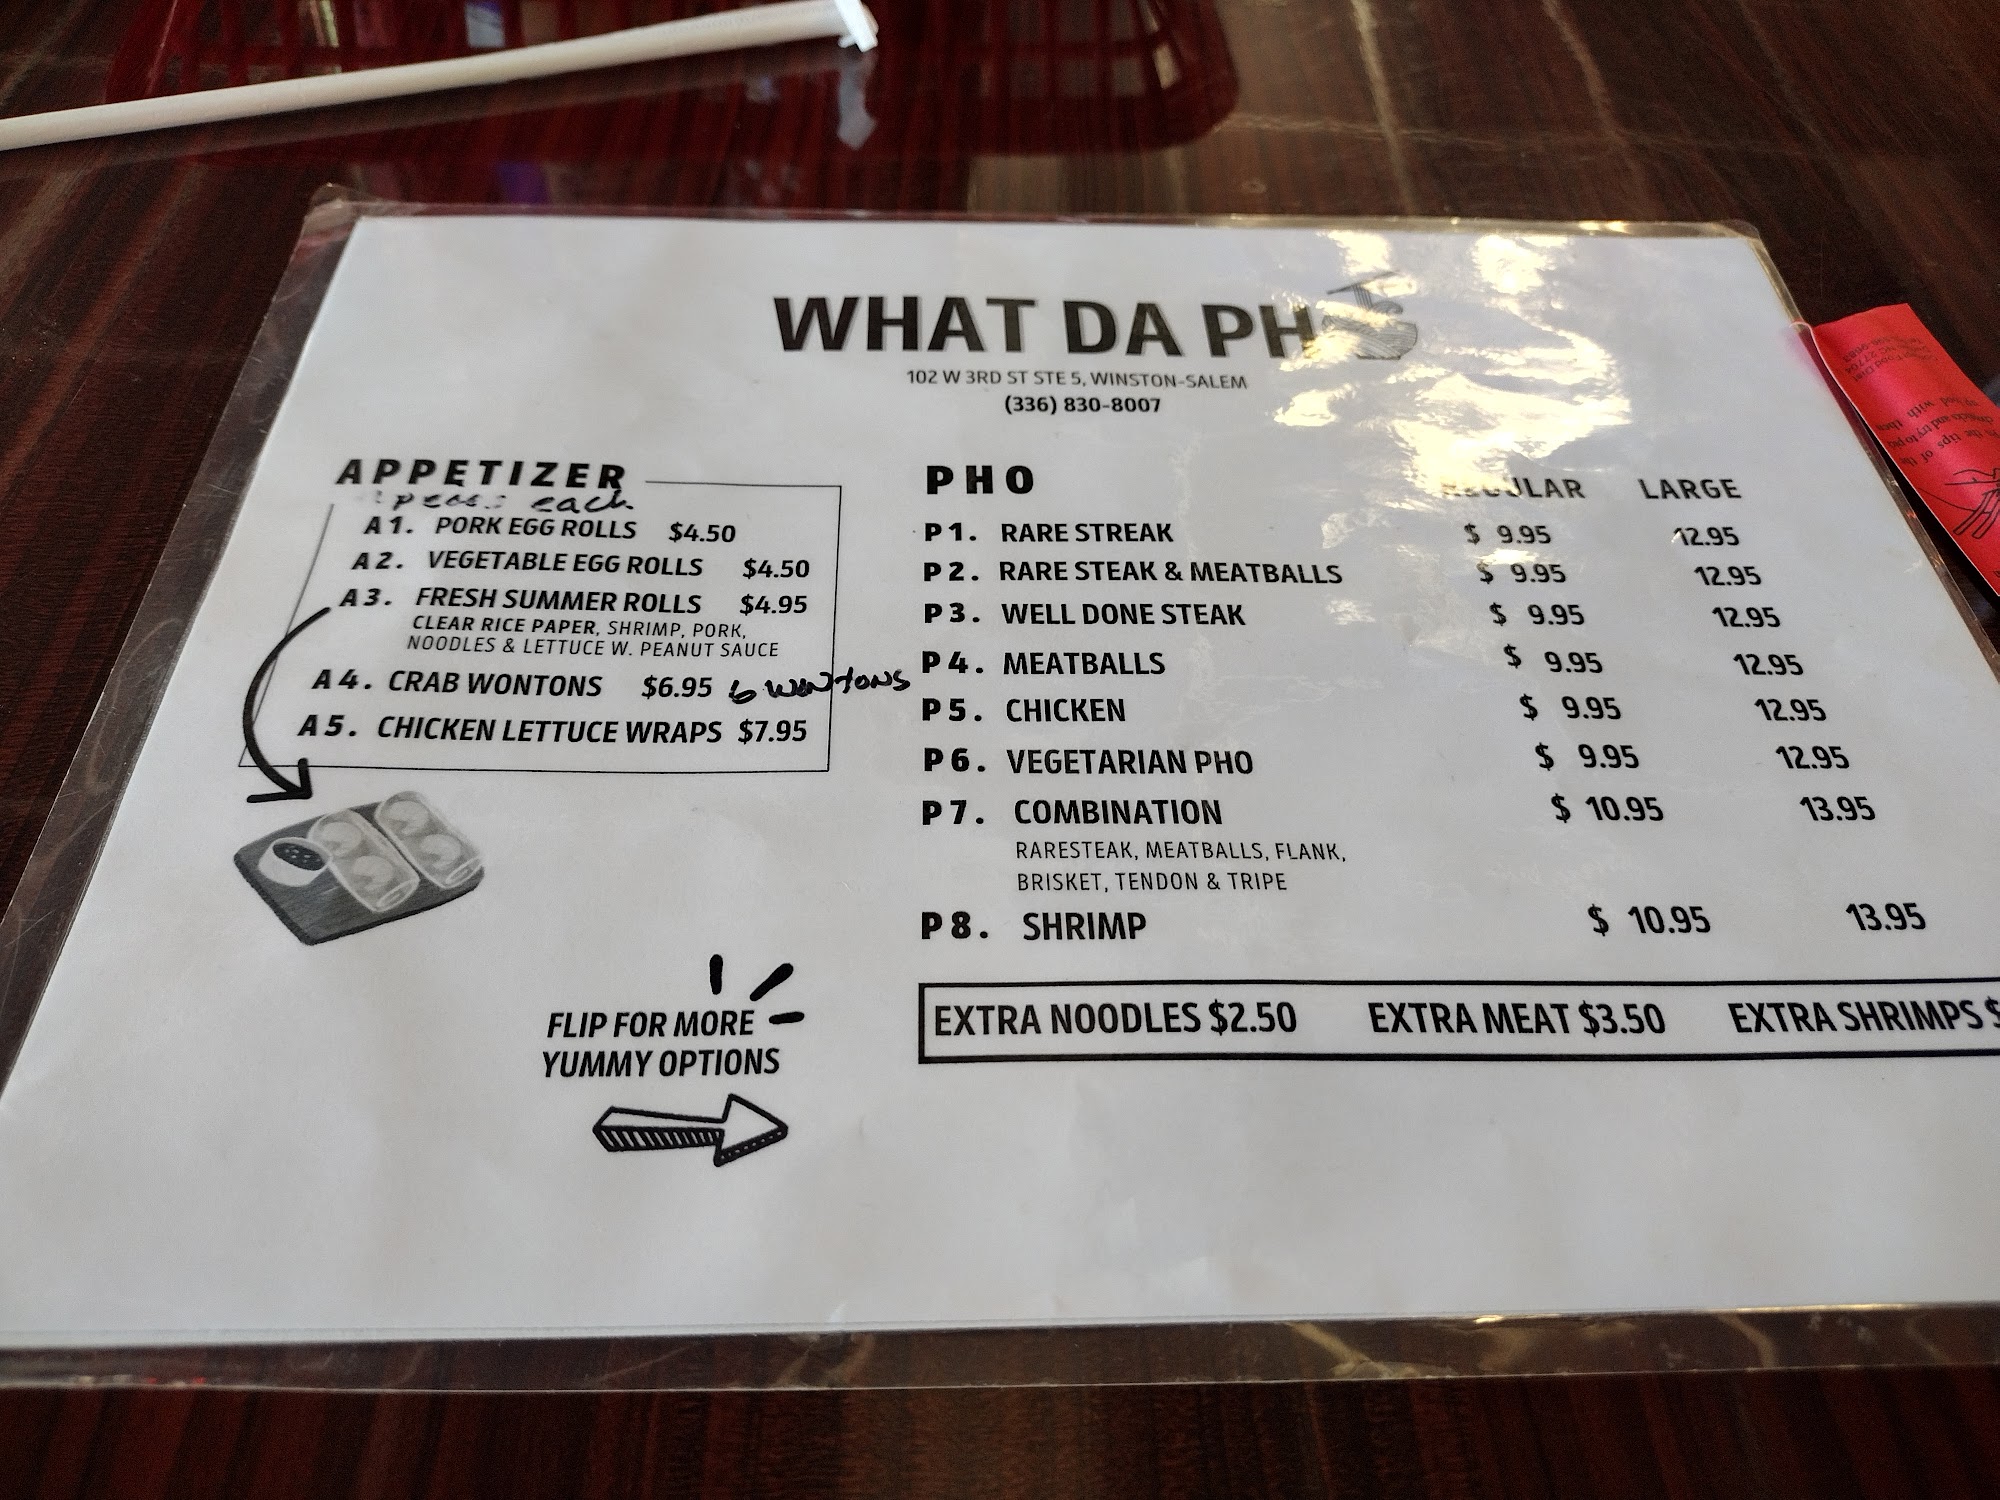 WHAT DA PH
102 W 3RD ST STE 5, WINSTON-SALEM
(336) 830-8007
APPETIZER
each
A1. PORK EGG ROLLS $4.50
A2. VEGETABLE EGG ROLLS $4.50
A3. FRESH SUMMER ROLLS $4.95
CLEAR RICE PAPER, SHRIMP, PORK,
NOODLES & LETTUCE W. PEANUT SAUCE
A4. CRAB WONTONS $6.95 6 wontons
A5. CHICKEN LETTUCE WRAPS $7.95
FLIP FOR MORE
YUMMY OPTIONS
PHO REGULAR LARGE
P1. RARE STREAK $ 9.95 12.95
P2. RARE STEAK & MEATBALLS $ 9.95 12.95
P3. WELL DONE STEAK $ 9.95 12.95
P4. MEATBALLS $ 9.95 12.95
P5. CHICKEN $ 9.95 12.95
P6. VEGETARIAN PHO $ 9.95 12.95
P7. COMBINATION $ 10.95 13.95
RARESTEAK, MEATBALLS, FLANK,
BRISKET, TENDON & TRIPE
P8. SHRIMP $ 10.95 13.95
EXTRA NOODLES $2.50 EXTRA MEAT $3.50 EXTRA SHRIMPS $